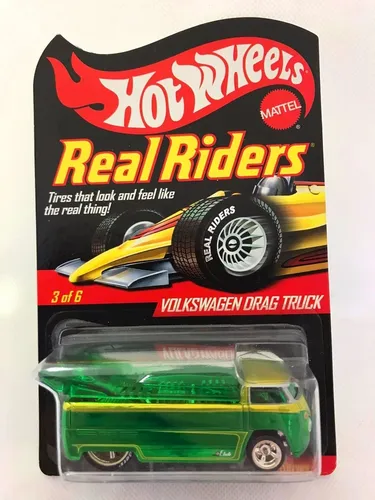 Hot Wheels
MATTEL
Real Riders®
Tires that look and feel like
the real thing!
REAL RIDERS
3 of 6
VOLKSWAGEN DRAG TRUCK